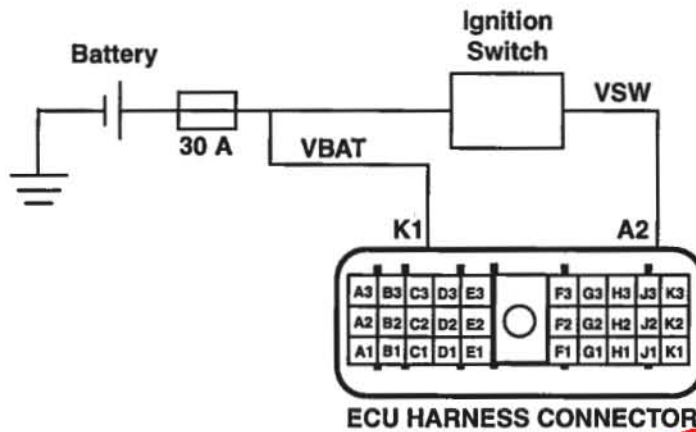 Ignition
Switch
Battery
VSW
30 A
VBAT
K1
A2
A3 B3 C3 D3 E3 F3 G3 H3 J3 K3
A2 B2 C2 D2 E2 F2 G2 H2 J2 K2
A1 B1 C1 D1 E1 F1 G1 H1 J1 K1
ECU HARNESS CONNECTOR